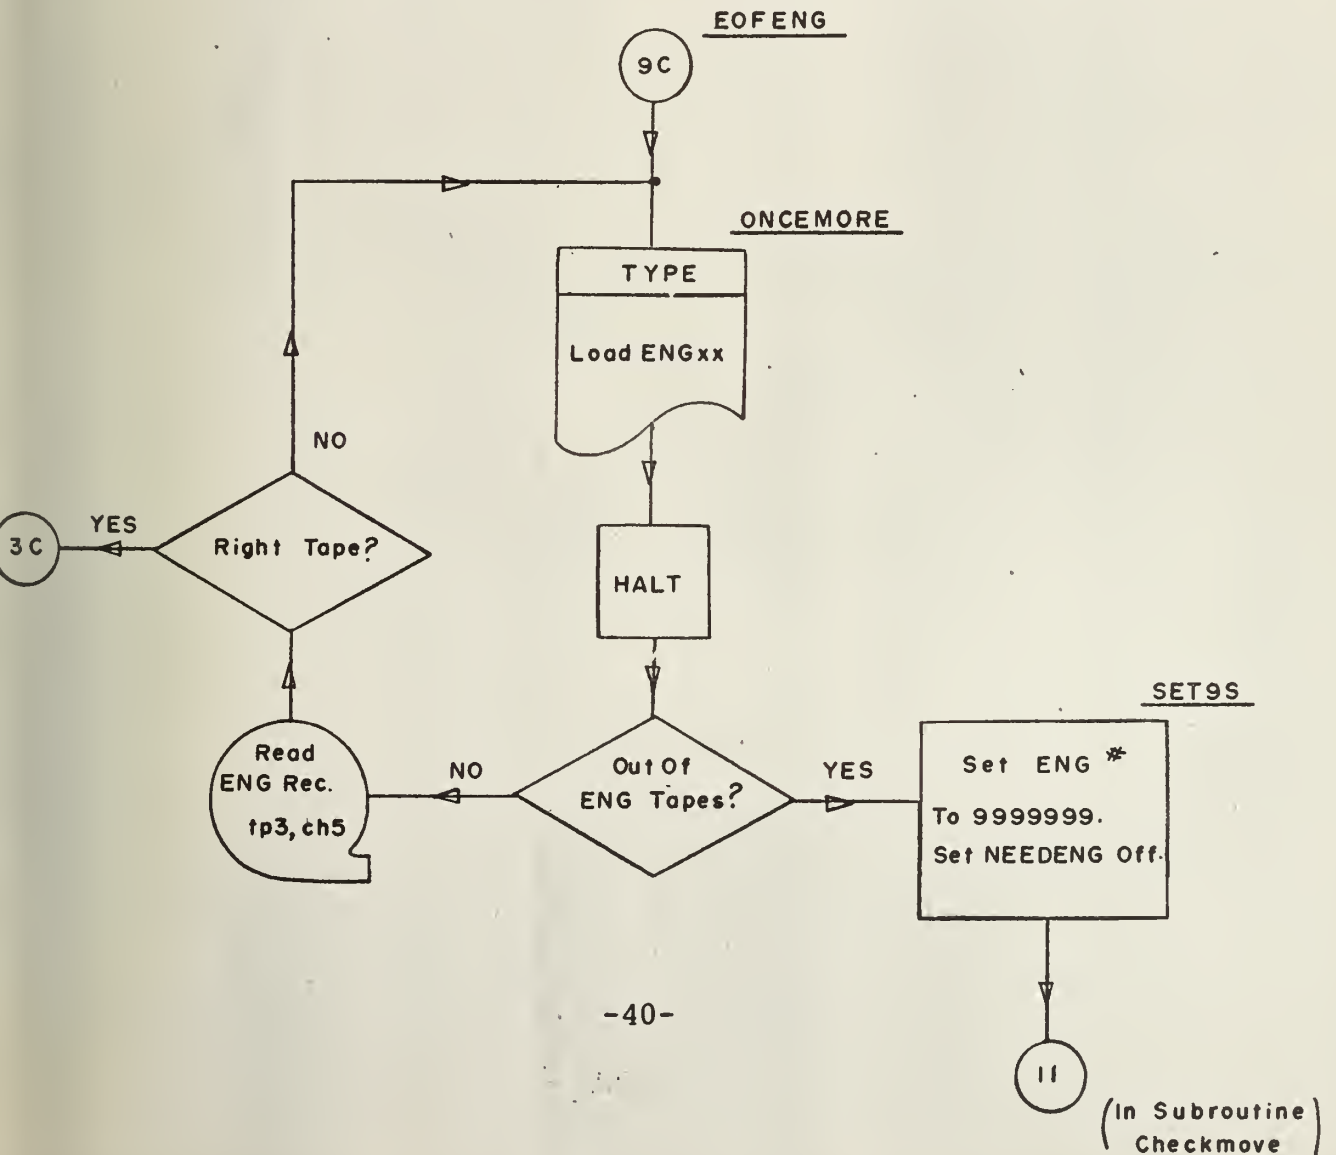 EOFENG
9C
ONCEMORE
TYPE
Load ENGxx
NO
YES
3C
Right Tape?
HALT
SET9S
Read
ENG Rec.
tp3, ch5
NO
Out Of
ENG Tapes?
YES
Set ENG #
To 9999999.
Set NEEDENG Off.
-40-
11
(In Subroutine
Checkmove)